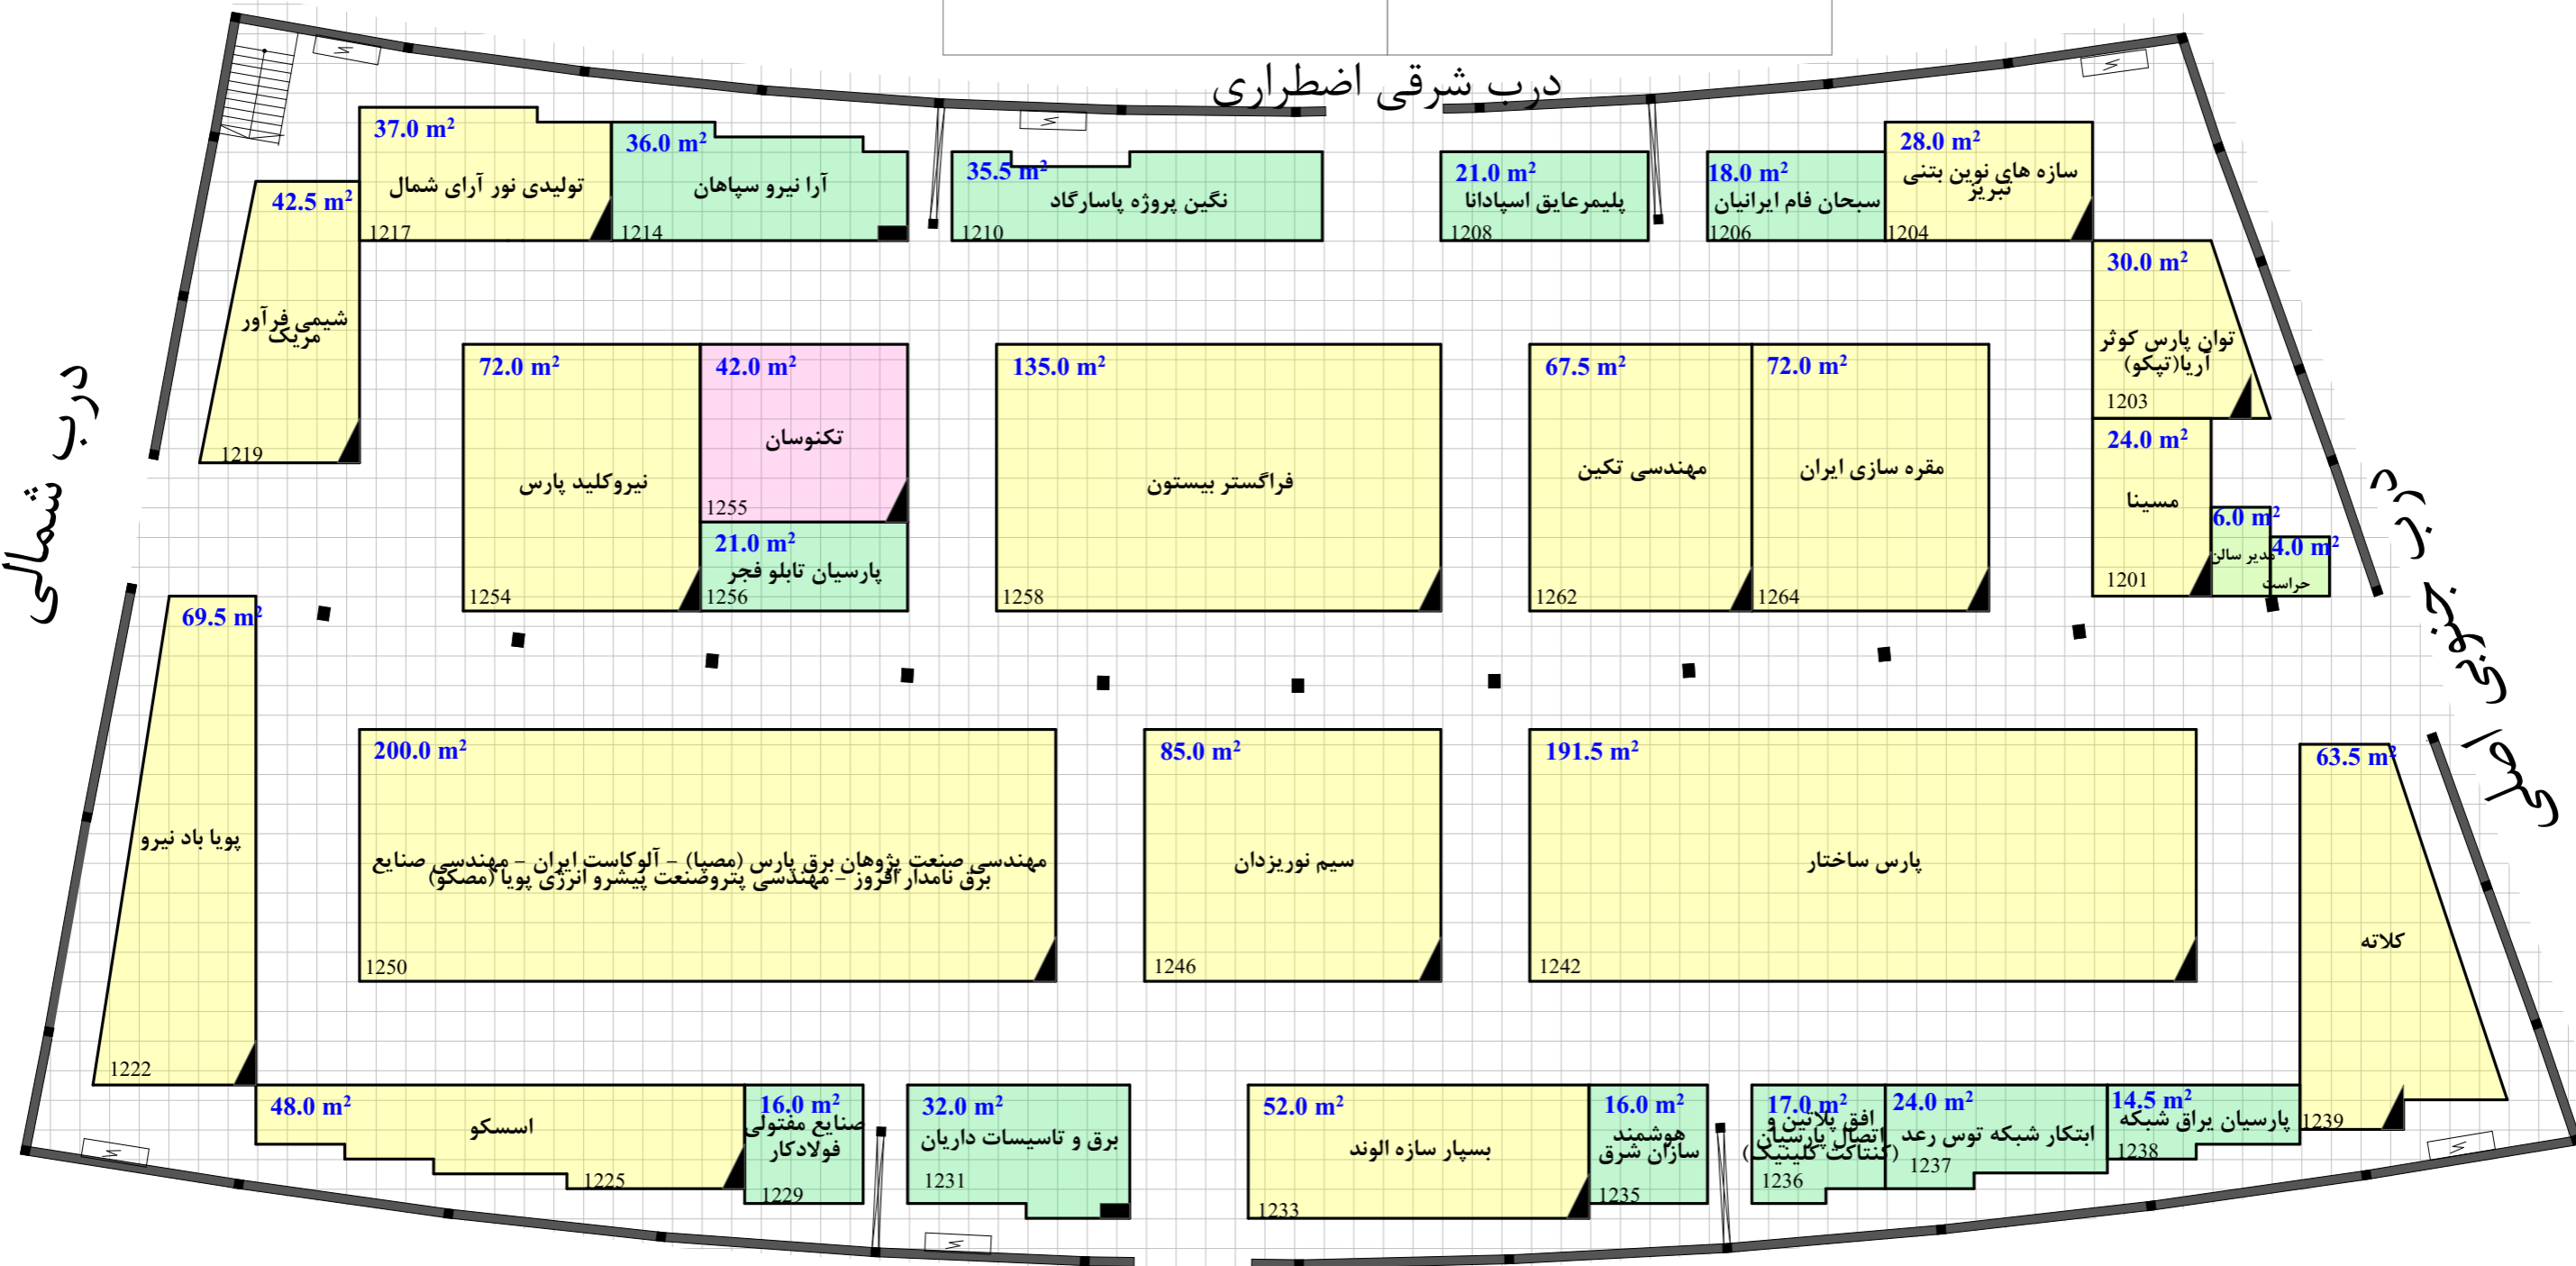 درب شرقی اضطراری
37.0 m²
تولیدی نور آرای شمال
1217
36.0 m²
آرا نیرو سپاهان
1214
35.5 m²
نگین پروژه پاسارگاد
1210
21.0 m²
پلیمرعایق اسپادانا
1208
18.0 m²
سبحان فام ایرانیان
1206
28.0 m²
سازه های نوین بتنی
تبریز
1204
42.5 m²
شیمی فرآور
مریک
1219
30.0 m²
توان پارس کوثر
آریا(تپکو)
1203
درب شمالی
72.0 m²
نیروکلید پارس
1254
42.0 m²
تکنوسان
1255
21.0 m²
پارسیان تابلو فجر
1256
135.0 m²
فراگستر بیستون
1258
67.5 m²
مهندسی تکین
1262
72.0 m²
مقره سازی ایران
1264
24.0 m²
مسینا
1201
6.0 m²
مدیر سالن
4.0 m²
حراست
درب جنوبی اصلی
69.5 m²
پویا باد نیرو
1222
200.0 m²
مهندسی صنعت پژوهان برق پارس (مصپا) - آلوکاست ایران - مهندسی صنایع
برق نامدار افروز - مهندسی پتروصنعت پیشرو انرژی پویا (مصکو)
1250
85.0 m²
سیم نوریزدان
1246
191.5 m²
پارس ساختار
1242
63.5 m²
کلاته
1239
48.0 m²
اسسکو
1225
16.0 m²
صنایع مفتولی
فولادکار
1229
32.0 m²
برق و تاسیسات داریان
1231
52.0 m²
بسپار سازه الوند
1233
16.0 m²
هوشمند
سازان شرق
1235
17.0 m²
افق پلاتین و
اتصال پارسیان
(کنتاکت کلینیک)
1236
24.0 m²
ابتکار شبکه توس رعد
1237
14.5 m²
پارسیان یراق شبکه
1238